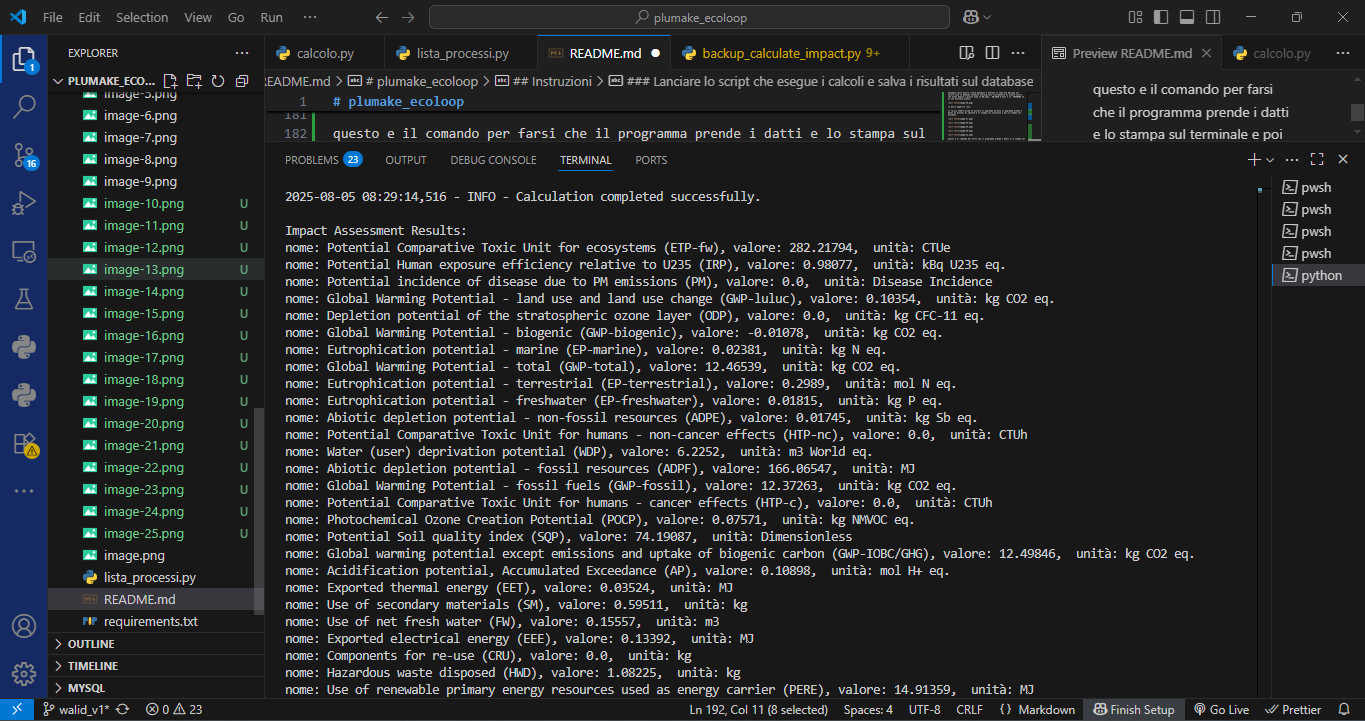 File Edit Selection View Go Run ··· plumake_ecoloop
EXPLORER ···
PLUMAKE_ECO...
image-5.png
image-6.png
image-7.png
image-8.png
image-9.png
image-10.png U
image-11.png U
image-12.png U
image-13.png U
image-14.png U
image-15.png U
image-16.png U
image-17.png U
image-18.png U
image-19.png U
image-20.png U
image-21.png U
image-22.png U
image-23.png U
image-24.png U
image-25.png U
image.png
lista_processi.py
README.md
requirements.txt
OUTLINE
TIMELINE
MYSQL
1
16
calcolo.py lista_processi.py README.md backup_calculate_impact.py 9+
README.md > # plumake_ecoloop > ## Instruzioni > ### Lanciare lo script che esegue i calcoli e salva i risultati sul database
1 # plumake_ecoloop
181
182 questo e il comando per farsi che il programma prende i datti e lo stampa sul
Preview README.md calcolo.py ···
questo e il comando per farsi
che il programma prende i datti
e lo stampa sul terminale e poi
PROBLEMS 23 OUTPUT DEBUG CONSOLE TERMINAL PORTS
2025-08-05 08:29:14,516 - INFO - Calculation completed successfully.
Impact Assessment Results:
nome: Potential Comparative Toxic Unit for ecosystems (ETP-fw), valore: 282.21794, unità: CTUe
nome: Potential Human exposure efficiency relative to U235 (IRP), valore: 0.98077, unità: kBq U235 eq.
nome: Potential incidence of disease due to PM emissions (PM), valore: 0.0, unità: Disease Incidence
nome: Global Warming Potential - land use and land use change (GWP-luluc), valore: 0.10354, unità: kg CO2 eq.
nome: Depletion potential of the stratospheric ozone layer (ODP), valore: 0.0, unità: kg CFC-11 eq.
nome: Global Warming Potential - biogenic (GWP-biogenic), valore: -0.01078, unità: kg CO2 eq.
nome: Eutrophication potential - marine (EP-marine), valore: 0.02381, unità: kg N eq.
nome: Global Warming Potential - total (GWP-total), valore: 12.46539, unità: kg CO2 eq.
nome: Eutrophication potential - terrestrial (EP-terrestrial), valore: 0.2989, unità: mol N eq.
nome: Eutrophication potential - freshwater (EP-freshwater), valore: 0.01815, unità: kg P eq.
nome: Abiotic depletion potential - non-fossil resources (ADPE), valore: 0.01745, unità: kg Sb eq.
nome: Potential Comparative Toxic Unit for humans - non-cancer effects (HTP-nc), valore: 0.0, unità: CTUh
nome: Water (user) deprivation potential (WDP), valore: 6.2252, unità: m3 World eq.
nome: Abiotic depletion potential - fossil resources (ADPF), valore: 166.06547, unità: MJ
nome: Global Warming Potential - fossil fuels (GWP-fossil), valore: 12.37263, unità: kg CO2 eq.
nome: Potential Comparative Toxic Unit for humans - cancer effects (HTP-c), valore: 0.0, unità: CTUh
nome: Photochemical Ozone Creation Potential (POCP), valore: 0.07571, unità: kg NMVOC eq.
nome: Potential Soil quality index (SQP), valore: 74.19087, unità: Dimensionless
nome: Global warming potential except emissions and uptake of biogenic carbon (GWP-IOBC/GHG), valore: 12.49846, unità: kg CO2 eq.
nome: Acidification potential, Accumulated Exceedance (AP), valore: 0.10898, unità: mol H+ eq.
nome: Exported thermal energy (EET), valore: 0.03524, unità: MJ
nome: Use of secondary materials (SM), valore: 0.59511, unità: kg
nome: Use of net fresh water (FW), valore: 0.15557, unità: m3
nome: Exported electrical energy (EEE), valore: 0.13392, unità: MJ
nome: Components for re-use (CRU), valore: 0.0, unità: kg
nome: Hazardous waste disposed (HWD), valore: 1.08225, unità: kg
nome: Use of renewable primary energy resources used as energy carrier (PERE), valore: 14.91359, unità: MJ
pwsh
pwsh
pwsh
pwsh
python
walid_v1* 0 23 Ln 192, Col 11 (8 selected) Spaces: 4 UTF-8 CRLF {} Markdown Finish Setup Go Live Prettier